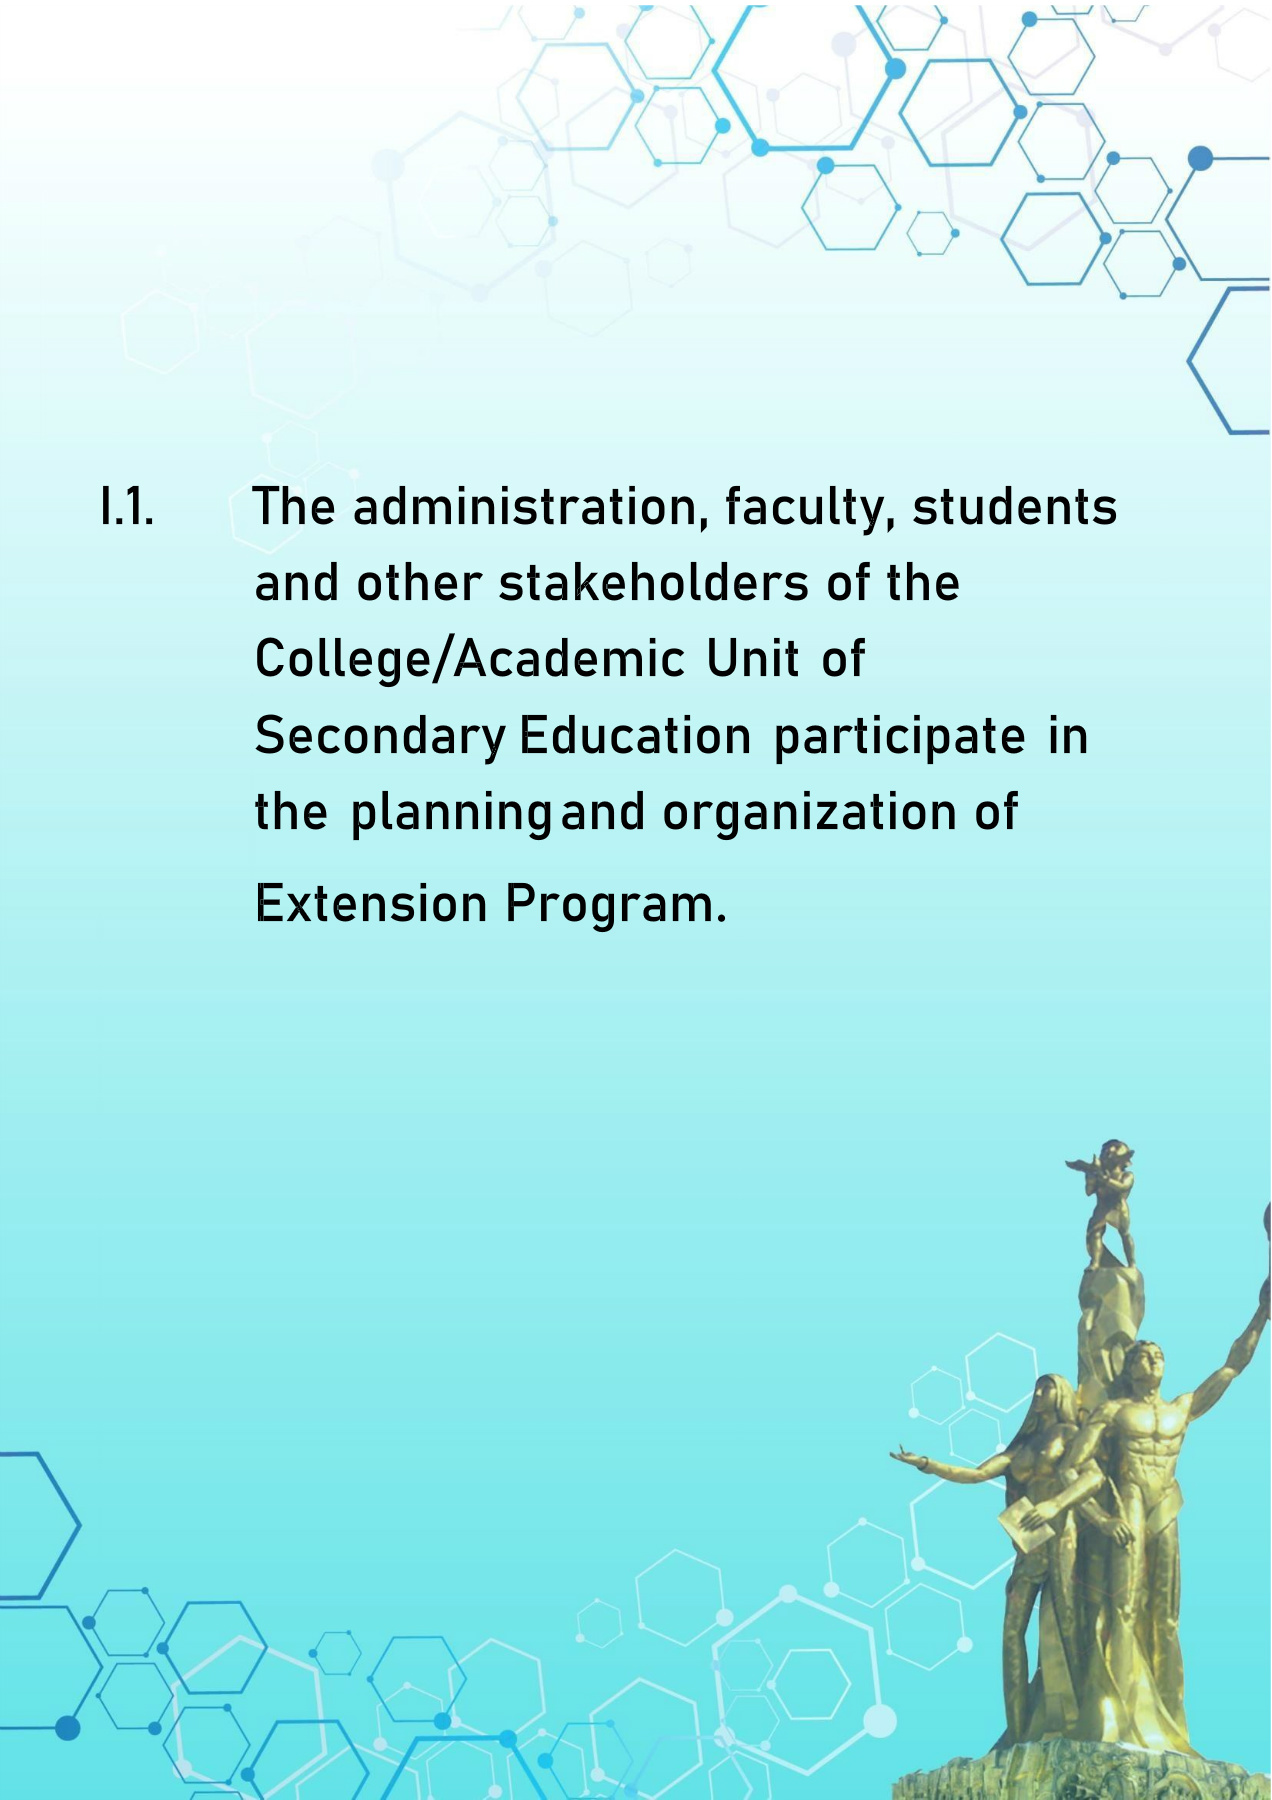 I.1. The administration, faculty, students
and other stakeholders of the
College/Academic Unit of
Secondary Education participate in
the planning and organization of
Extension Program.